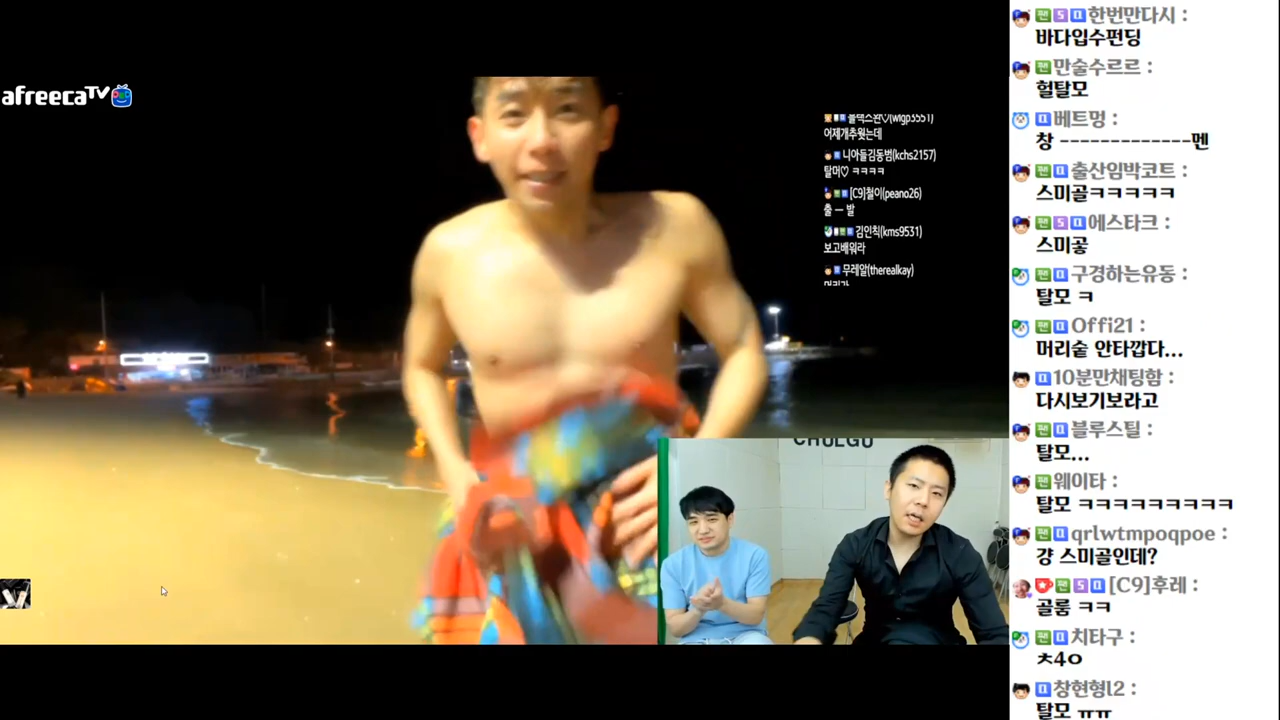 afreecaTV
어제개추웠는데
니아들김동범(kchs2157)
탈머♡ ㅋㅋㅋㅋ
[C9]철이(peano26)
출 ㅡ 발
김인칙(kms9531)
보고배워라
무레알(therealkay)
CHULGU
한번만다시 :
바다입수펀딩
만술수르르 :
헐탈모
베트멍 :
창 -------------멘
출산임박코트 :
스미골ㅋㅋㅋㅋㅋ
에스타크 :
스미골
구경하는유동 :
탈모 ㅋ
Offi21 :
머리숱 안타깝다...
10분만채팅함 :
다시보기보라고
블루스틸 :
탈모...
웨이타 :
탈모 ㅋㅋㅋㅋㅋㅋㅋㅋㅋ
qrlwtmpoqpoe :
걍 스미골인데?
[C9]후레 :
골룸 ㅋㅋ
치타구 :
ㅊ4ㅇ
창현형l2 :
탈모 ㅠㅠ